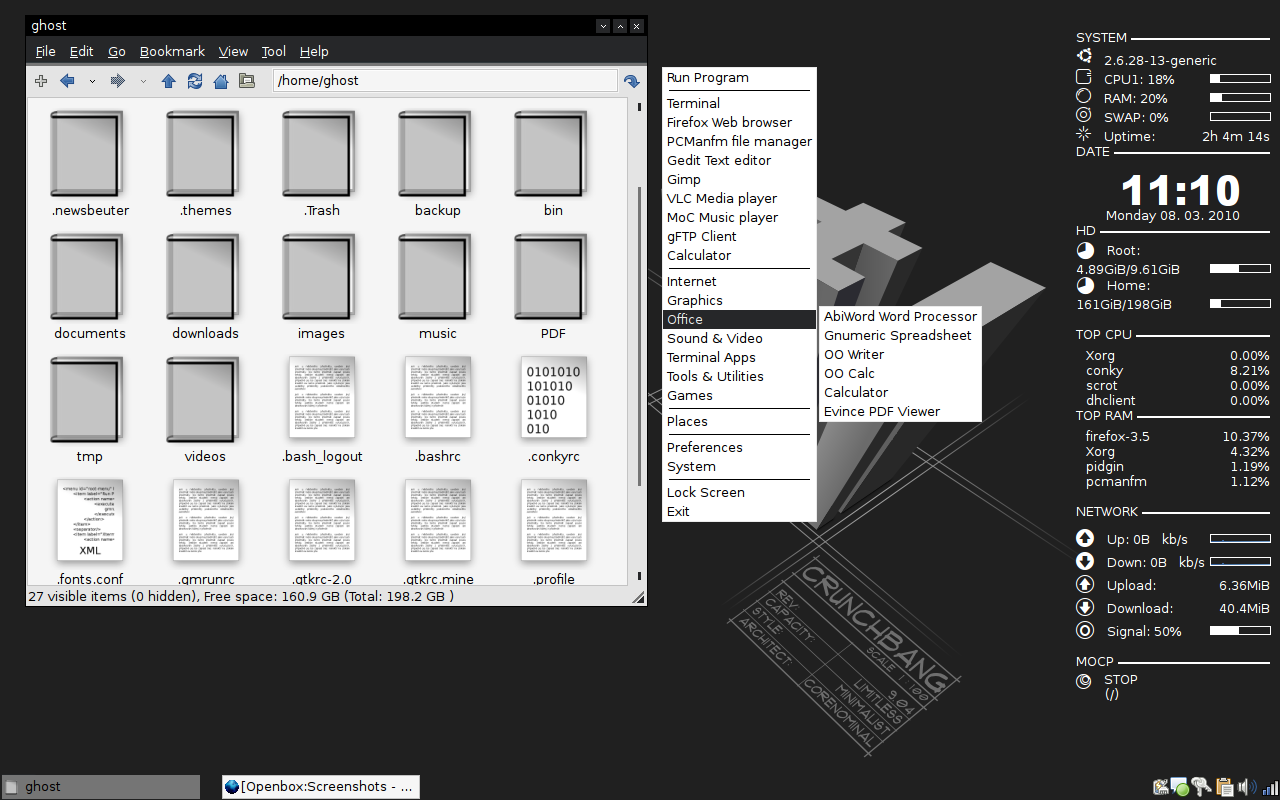 ghost
File Edit Go Bookmark View Tool Help
/home/ghost
.newsbeuter .themes .Trash backup bin
documents downloads images music PDF
tmp videos .bash_logout .bashrc .conkyrc
0101010
101010
01010
1010
010
XML
.fonts.conf .gmrunrc .gtkrc-2.0 .gtkrc.mine .profile
27 visible items (0 hidden), Free space: 160.9 GB (Total: 198.2 GB )
Run Program
Terminal
Firefox Web browser
PCManfm file manager
Gedit Text editor
Gimp
VLC Media player
MoC Music player
gFTP Client
Calculator
Internet
Graphics
Office
Sound & Video
Terminal Apps
Tools & Utilities
Games
Places
Preferences
System
Lock Screen
Exit
AbiWord Word Processor
Gnumeric Spreadsheet
OO Writer
OO Calc
Calculator
Evince PDF Viewer
CRUNCHBANG
REV:
CAPACITY:
STYLE:
ARCHITECT:
SCALE 1:100
9.04
LIMITLESS
MINIMALIST
CORENOMINAL
SYSTEM
2.6.28-13-generic
CPU1: 18%
RAM: 20%
SWAP: 0%
Uptime: 2h 4m 14s
DATE
11:10
Monday 08. 03. 2010
HD
Root:
4.89GiB/9.61GiB
Home:
161GiB/198GiB
TOP CPU
Xorg 0.00%
conky 8.21%
scrot 0.00%
dhclient 0.00%
TOP RAM
firefox-3.5 10.37%
Xorg 4.32%
pidgin 1.19%
pcmanfm 1.12%
NETWORK
Up: 0B kb/s
Down: 0B kb/s
Upload: 6.36MiB
Download: 40.4MiB
Signal: 50%
MOCP
STOP
(/)
ghost
[Openbox:Screenshots - ...